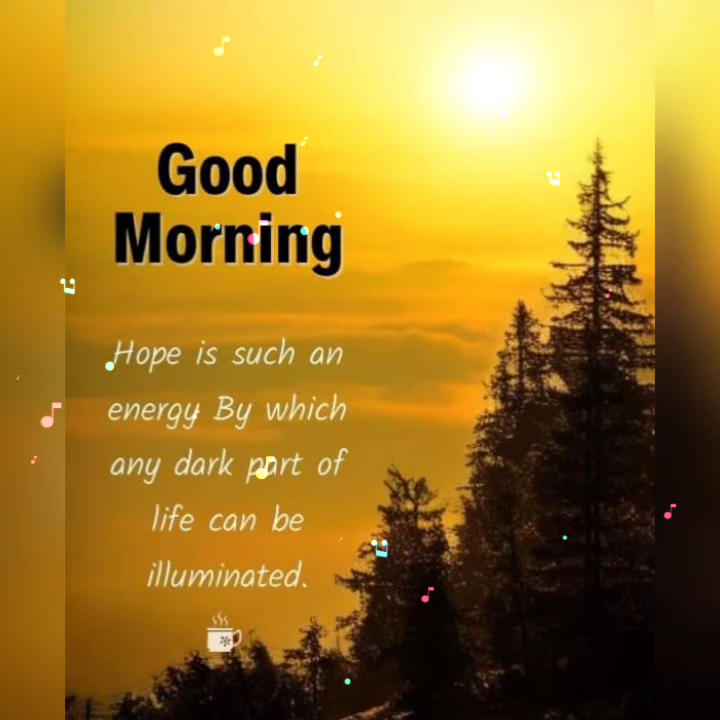 Good
Morning
Hope is such an
energy By which
any dark part of
life can be
illuminated.